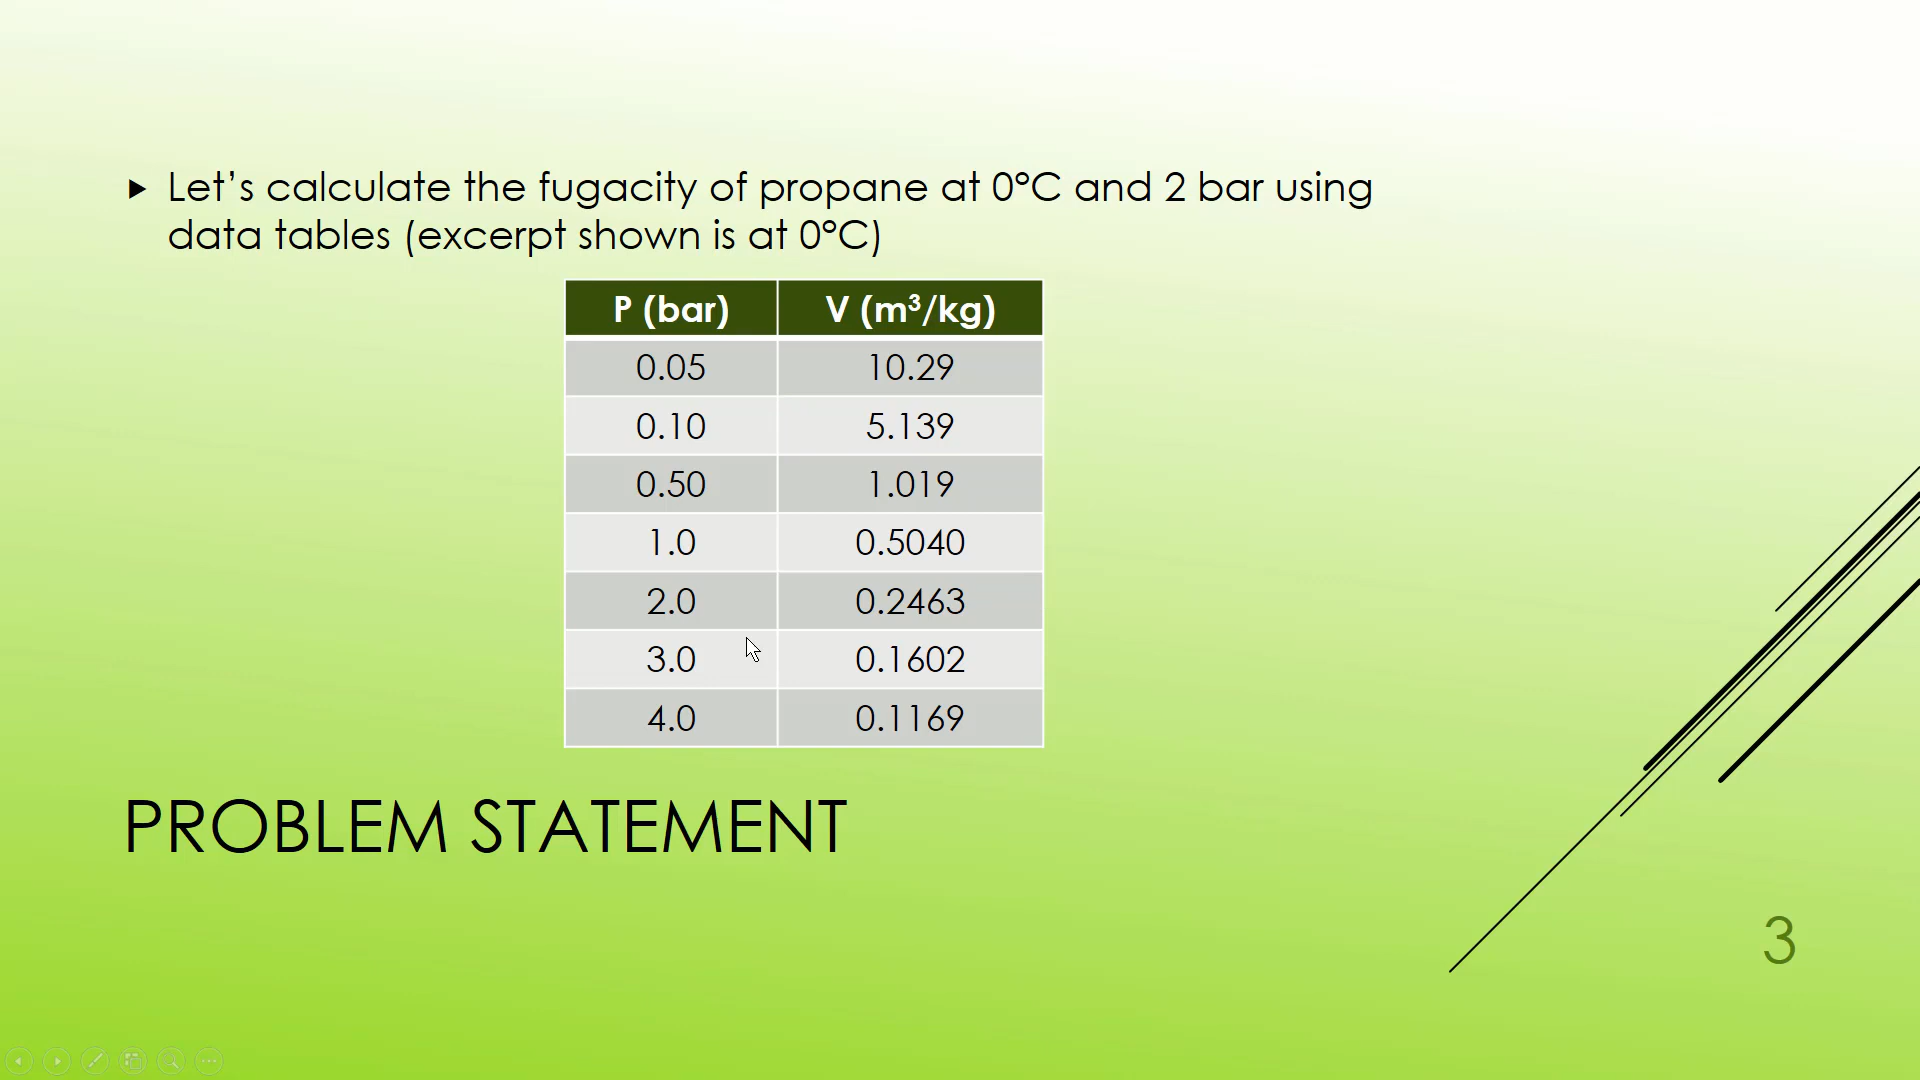 Let’s calculate the fugacity of propane at 0°C and 2 bar using
data tables (excerpt shown is at 0°C)
P (bar) V (m³/kg)
0.05 10.29
0.10 5.139
0.50 1.019
1.0 0.5040
2.0 0.2463
3.0 0.1602
4.0 0.1169
PROBLEM STATEMENT
3